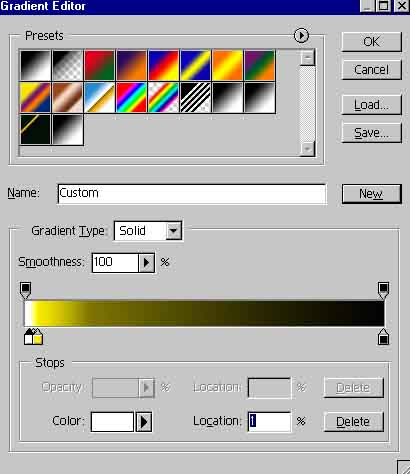 Gradient Editor
Presets
OK
Cancel
Load...
Save...
Name: Custom New
Gradient Type: Solid
Smoothness: 100 %
Stops
Opacity: % Location: % Delete
Color: Location: 1 % Delete